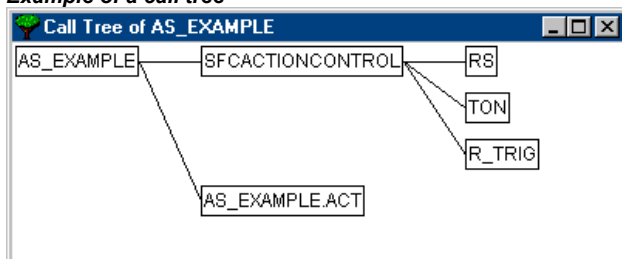 Example of a call tree
Call Tree of AS_EXAMPLE
AS_EXAMPLE SFCACTIONCONTROL RS
TON
R_TRIG
AS_EXAMPLE.ACT